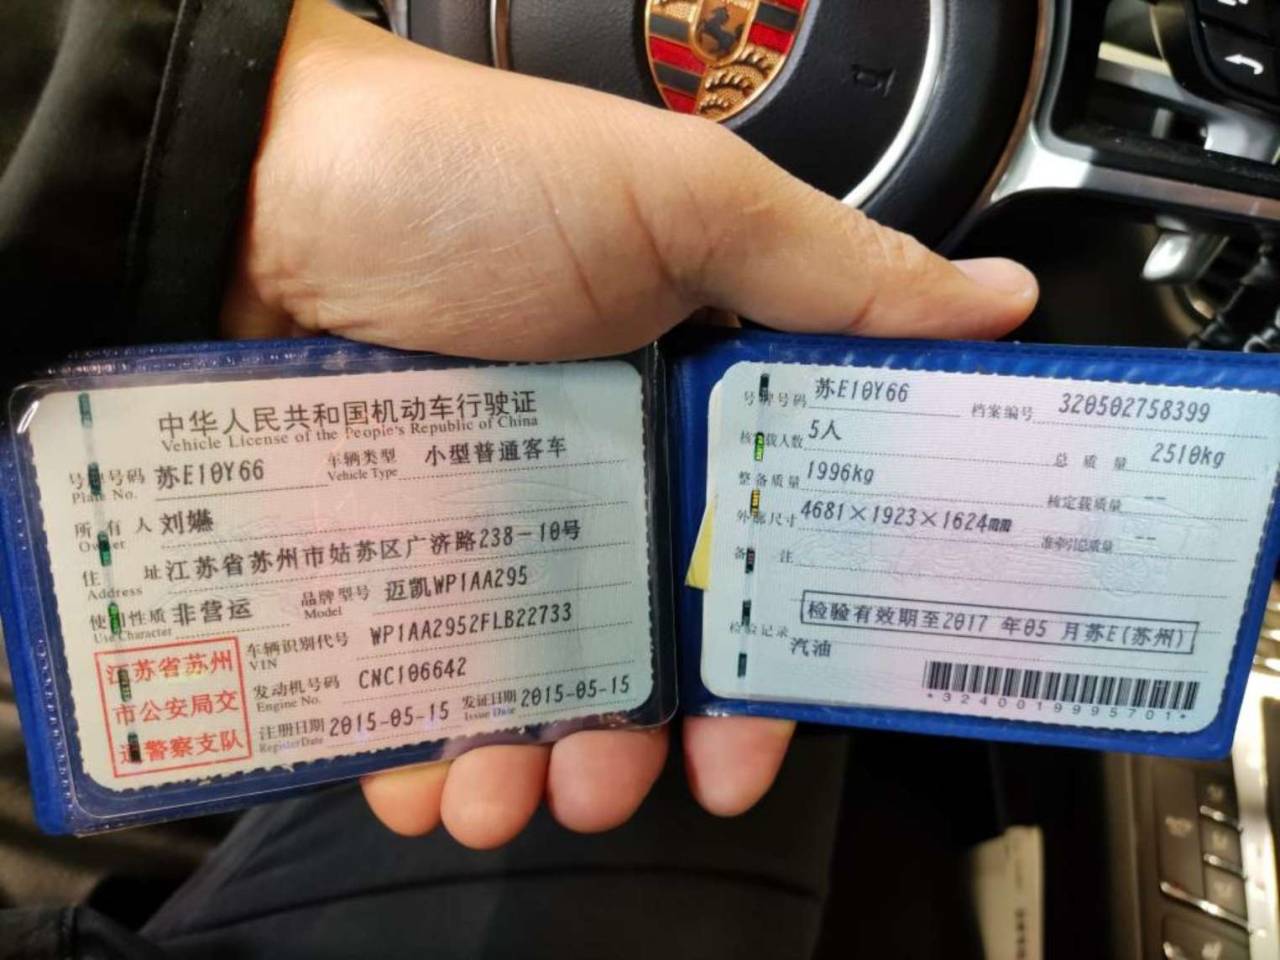 中华人民共和国机动车行驶证
Vehicle License of the People's Republic of China
号牌号码 苏E10Y66 车辆类型 小型普通客车
Plate No. Vehicle Type
所有人 刘嬿
Owner
住址 江苏省苏州市姑苏区广济路238-10号
Address
使用性质 非营运 品牌型号 迈凯WP1AA295
Use Character Model
江苏省苏州市公安局交通警察支队
车辆识别代号 WP1AA2952FLB22733
VIN
发动机号码 CNC106642
Engine No.
注册日期 2015-05-15 发证日期 2015-05-15
Register Date Issue Date
号牌号码 苏E10Y66 档案编号 320502758399
核定载人数 5人 总质量 2510kg
整备质量 1996kg 核定载质量 --
外廓尺寸 4681×1923×1624mm 准牵引总质量 --
备注
检验有效期至2017年05月苏E(苏州)
检验记录
汽油
*3240019995701*